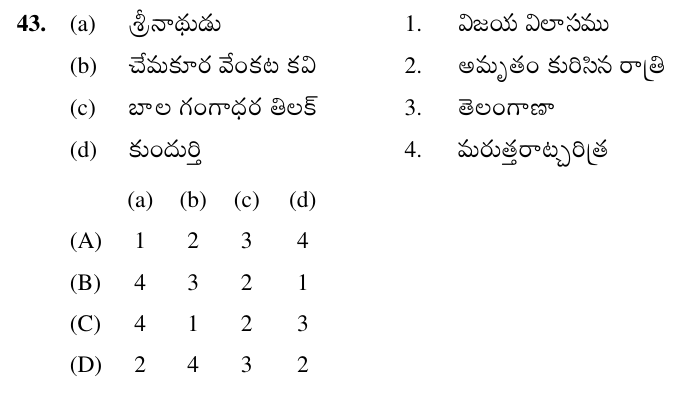 43. (a) శ్రీనాథుడు 1. విజయ విలాసము
(b) చేమకూర వేంకట కవి 2. అమృతం కురిసిన రాత్రి
(c) బాల గంగాధర తిలక్ 3. తెలంగాణా
(d) కుందుర్తి 4. మరుత్తరాట్చరిత్ర
(a) (b) (c) (d)
(A) 1 2 3 4
(B) 4 3 2 1
(C) 4 1 2 3
(D) 2 4 3 2